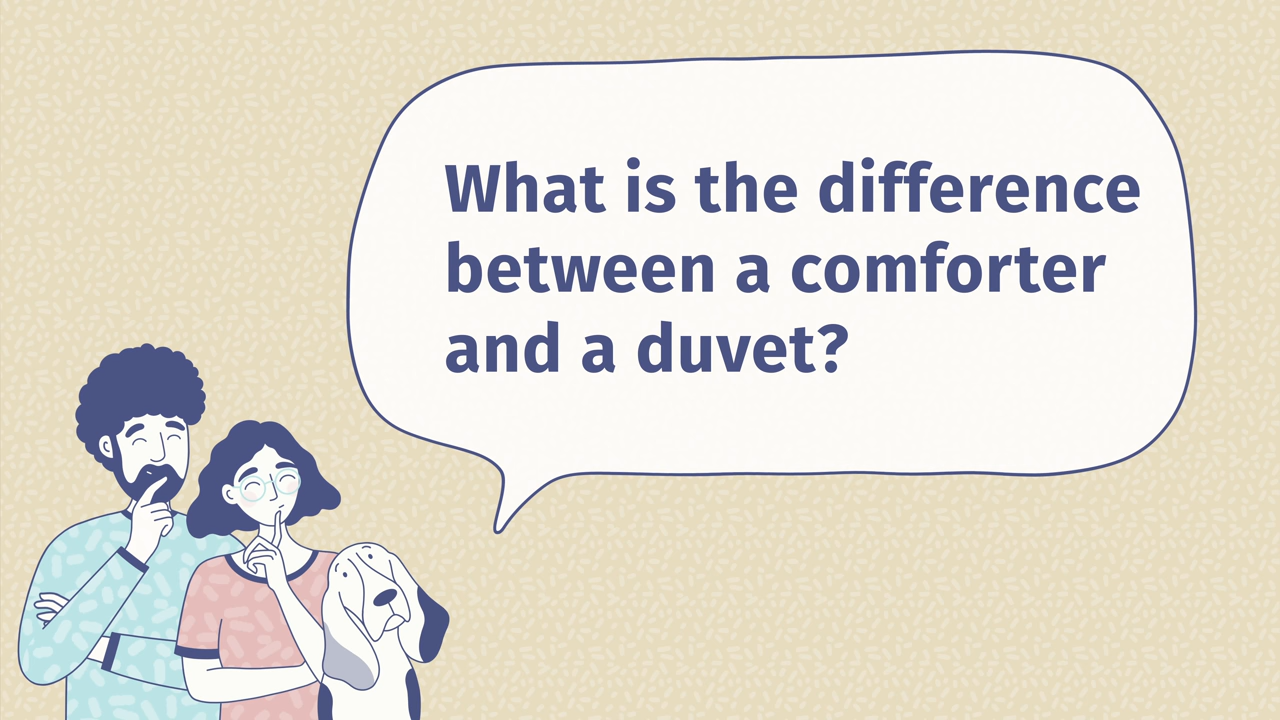 What is the difference
between a comforter
and a duvet?